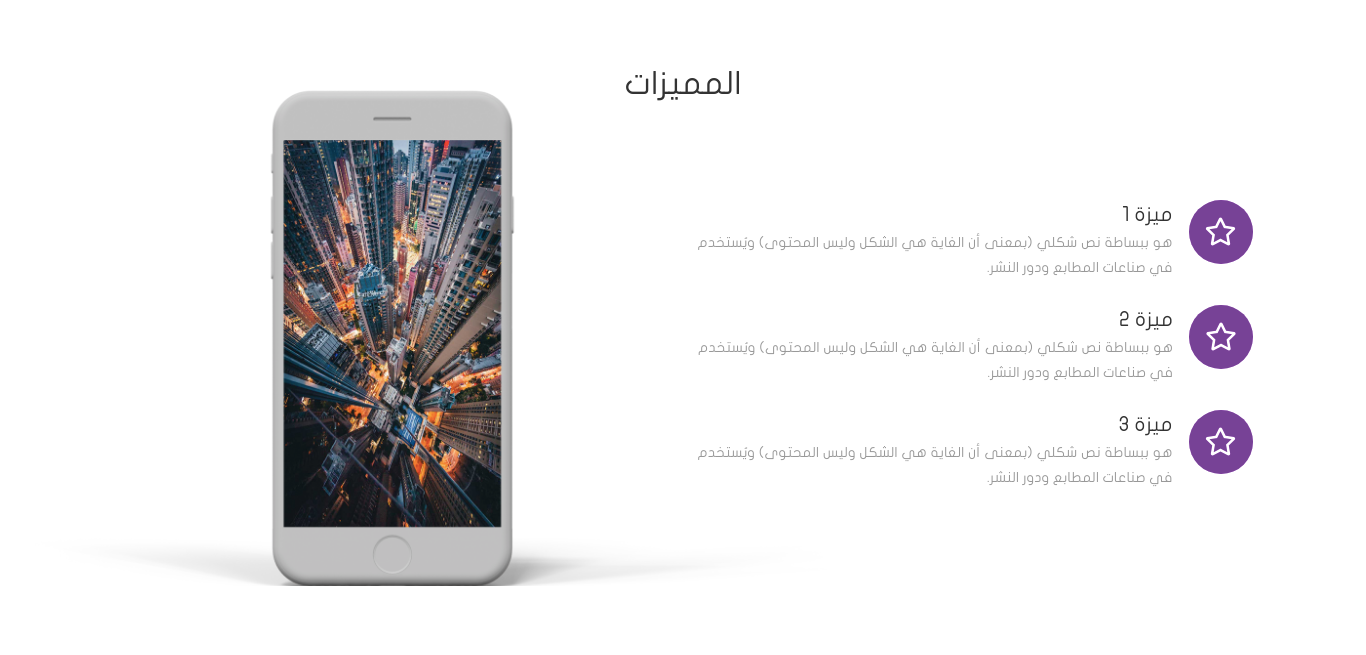 المميزات
ميزة 1
هو ببساطة نص شكلي (بمعنى أن الغاية هي الشكل وليس المحتوى) ويُستخدم
في صناعات المطابع ودور النشر.
ميزة 2
هو ببساطة نص شكلي (بمعنى أن الغاية هي الشكل وليس المحتوى) ويُستخدم
في صناعات المطابع ودور النشر.
ميزة 3
هو ببساطة نص شكلي (بمعنى أن الغاية هي الشكل وليس المحتوى) ويُستخدم
في صناعات المطابع ودور النشر.